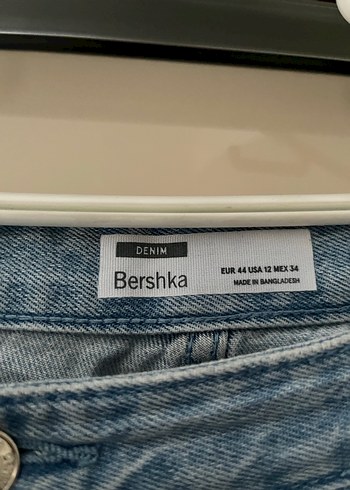 DENIM
Bershka
EUR 44 USA 12 MEX 34
MADE IN BANGLADESH